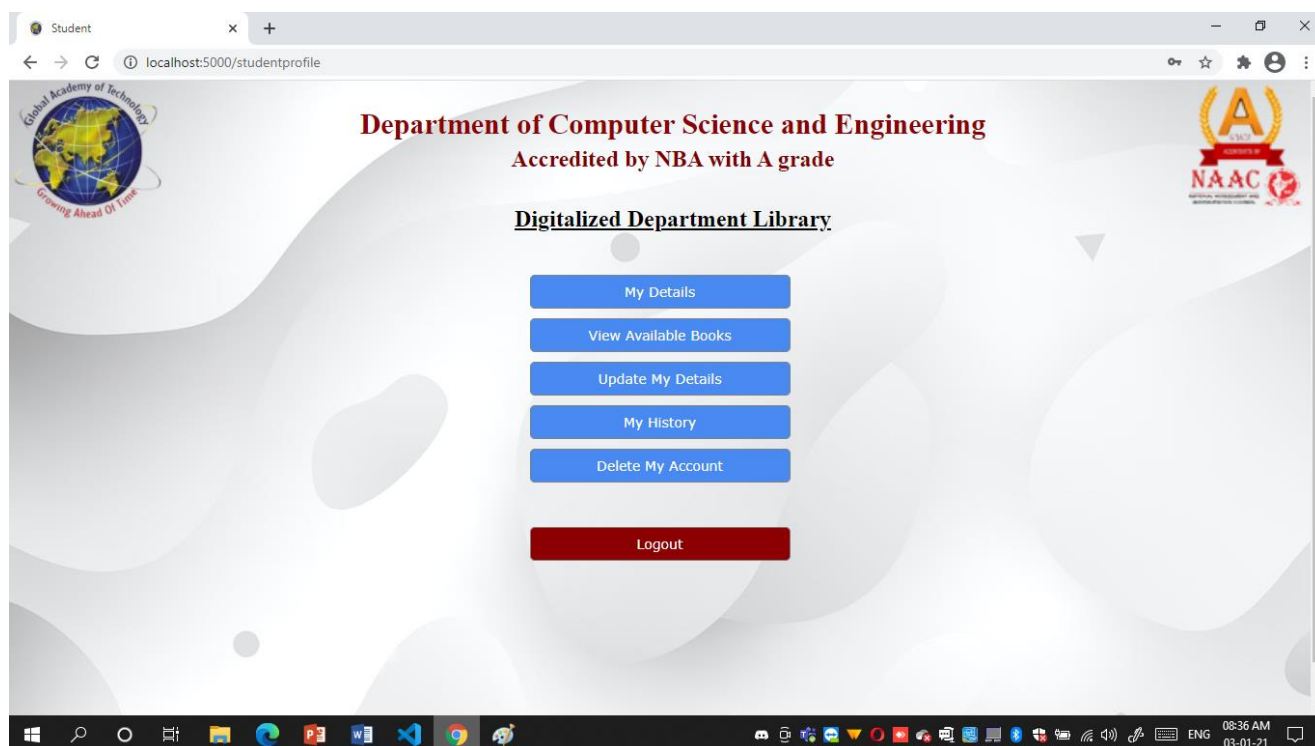 Student
localhost:5000/studentprofile
Global Academy of Technology
Growing Ahead Of Time
Department of Computer Science and Engineering
Accredited by NBA with A grade
Digitalized Department Library
A
NAAC
My Details
View Available Books
Update My Details
My History
Delete My Account
Logout
ENG
08:36 AM
03-01-21